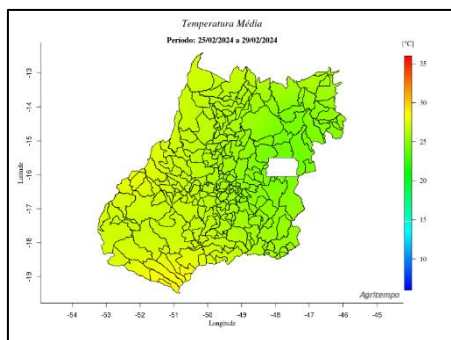 Temperatura Média
Período: 25/02/2024 a 29/02/2024
[°C]
35
30
25
20
15
10
-13
-14
-15
-16
-17
-18
-19
Latitude
-54 -53 -52 -51 -50 -49 -48 -47 -46 -45
Longitude
Agritempo